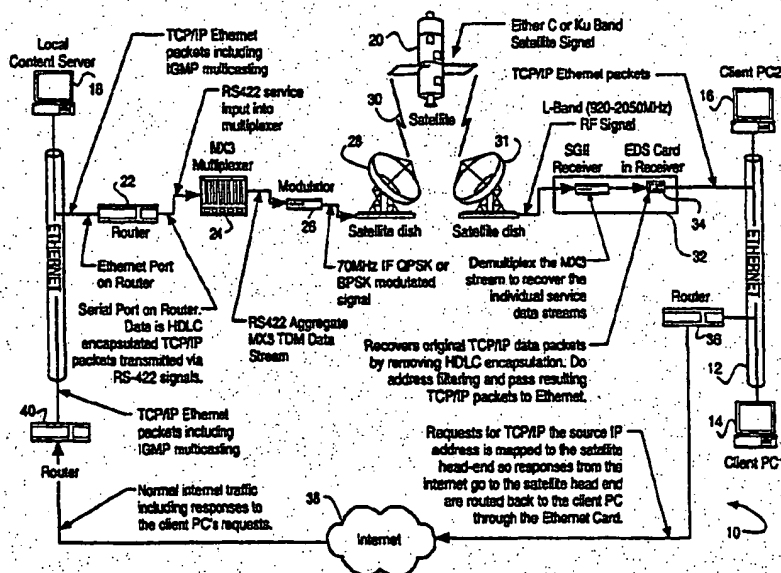 TCP/IP Ethernet
packets including
IGMP multicasting
Local
Content Server
18
RS422 service
input into
multiplexer
MX3
Multiplexer
22
Router
24
Modulator
26
ETHERNET
Ethernet Port
on Router
Serial Port on Router.
Data is HDLC
encapsulated TCP/IP
packets transmitted via
RS-422 signals.
RS422 Aggregate
MX3 TDM Data
Stream
70MHz IF QPSK or
BPSK modulated
signal
20
Either C or Ku Band
Satellite Signal
30
Satellite
28
Satellite dish
31
Satellite dish
TCP/IP Ethernet packets
L-Band (920-2050MHz)
RF Signal
Client PC2
16
SGII
Receiver
EDS Card
in Receiver
34
32
Demultiplex the MX3
stream to recover the
individual service
data streams
ETHERNET
Router
36
Recovers original TCP/IP data packets
by removing HDLC encapsulation. Do
address filtering and pass resulting
TCP/IP packets to Ethernet.
12
14
Client PC1
10
40
Router
TCP/IP Ethernet
packets including
IGMP multicasting
Normal internet traffic
including responses to
the client PC's requests.
38
Internet
Requests for TCP/IP the source IP
address is mapped to the satellite
head-end so responses from the
internet go to the satellite head end
are routed back to the client PC
through the Ethernet Card.